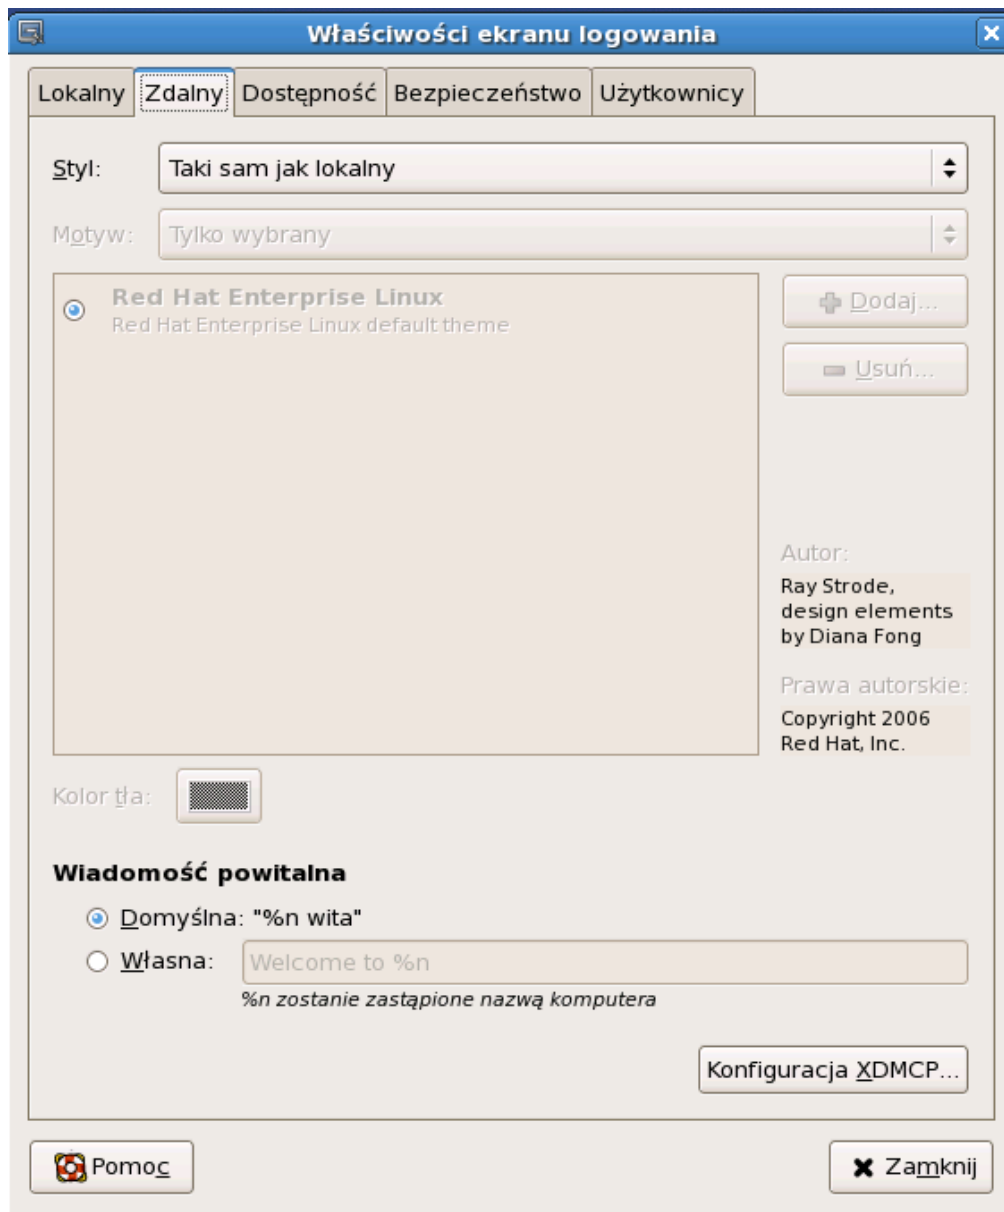 Właściwości ekranu logowania
Lokalny Zdalny Dostępność Bezpieczeństwo Użytkownicy
Styl: Taki sam jak lokalny
Motyw: Tylko wybrany
Red Hat Enterprise Linux
Red Hat Enterprise Linux default theme
Dodaj...
Usuń...
Autor:
Ray Strode,
design elements
by Diana Fong
Prawa autorskie:
Copyright 2006
Red Hat, Inc.
Kolor tła:
Wiadomość powitalna
Domyślna: "%n wita"
Własna: Welcome to %n
%n zostanie zastąpione nazwą komputera
Konfiguracja XDMCP...
Pomoc Zamknij